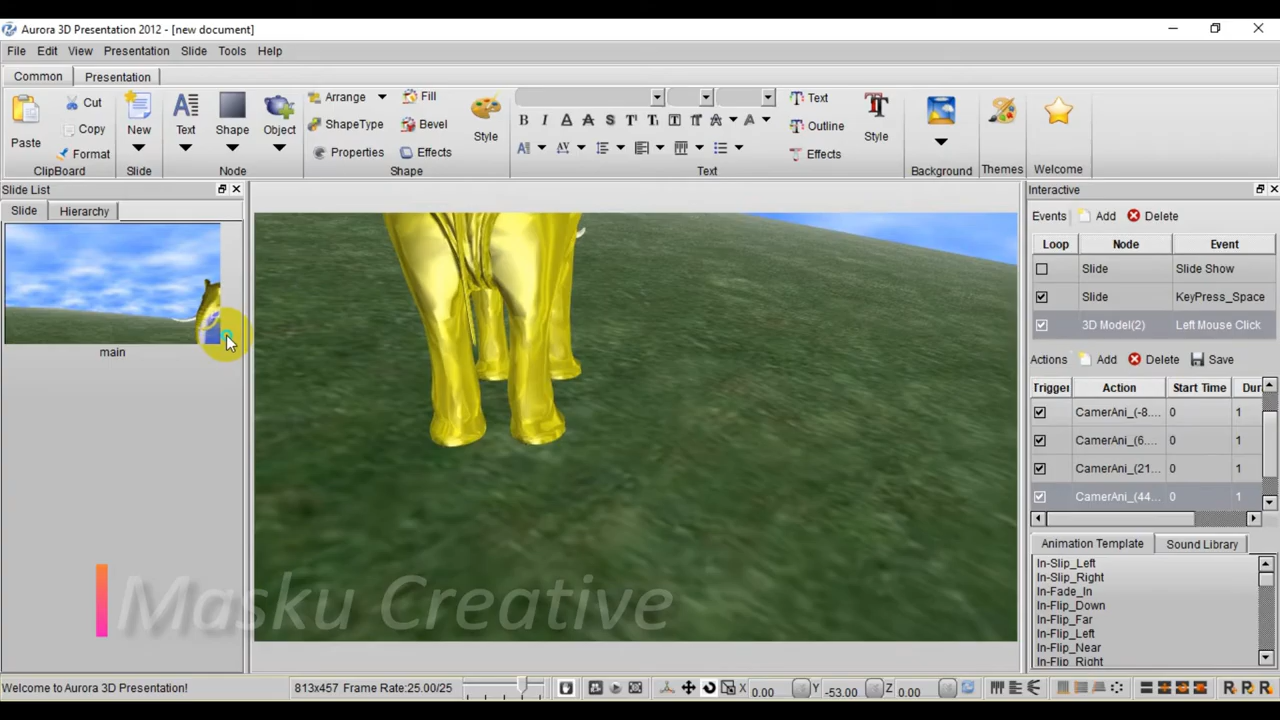 Aurora 3D Presentation 2012 - [new document]
File Edit View Presentation Slide Tools Help
Common Presentation
Paste Cut Copy Format ClipBoard
New Slide
Text Shape Object Node
Arrange ShapeType Properties Fill Bevel Effects Style Shape
B I A A S T T T T A A
Text Outline Effects Style Text
Background Themes Welcome
Slide List
Slide Hierarchy
main
Interactive
Events Add Delete
Loop Node Event
Slide Slide Show
Slide KeyPress_Space
3D Model(2) Left Mouse Click
Actions Add Delete Save
Trigger Action Start Time Dur
CamerAni_(-8.... 0 1
CamerAni_(6.... 0 1
CamerAni_(21... 0 1
CamerAni_(44... 0 1
Animation Template Sound Library
In-Slip_Left
In-Slip_Right
In-Fade_In
In-Flip_Down
In-Flip_Far
In-Flip_Left
In-Flip_Near
In-Flip_Right
Masku Creative
Welcome to Aurora 3D Presentation! 813x457 Frame Rate:25.00/25 X 0.00 Y -53.00 Z 0.00